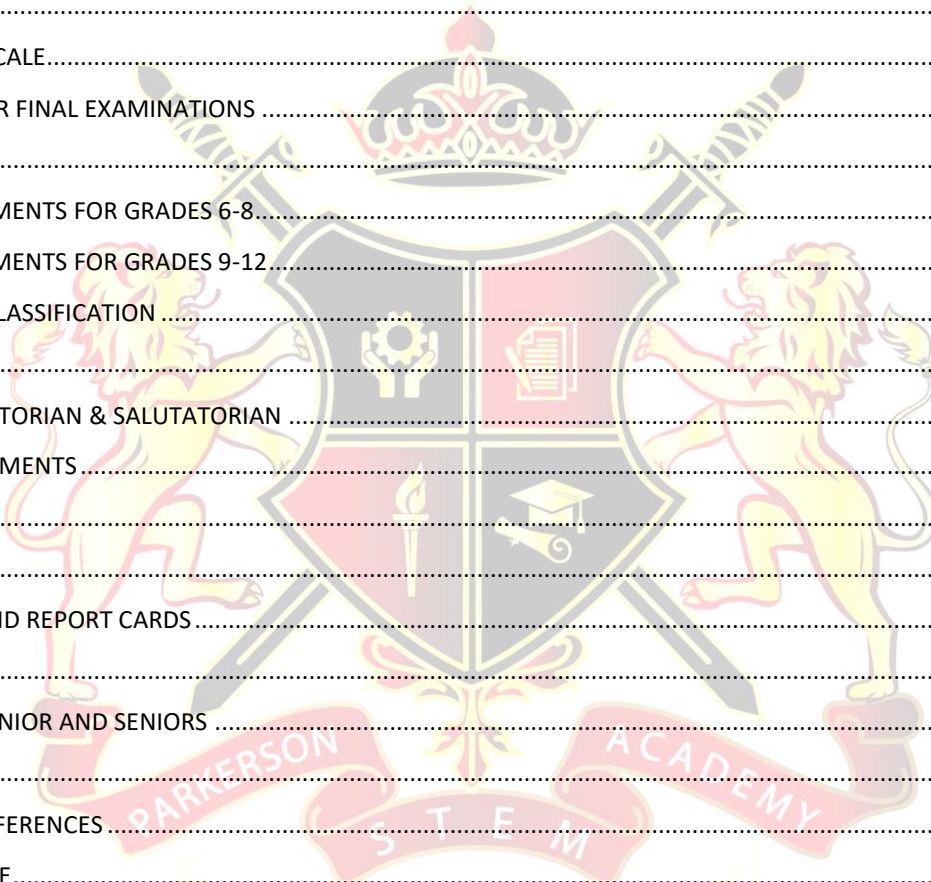 ................................................................................
CALE................................................................................
R FINAL EXAMINATIONS ................................................................................
................................................................................
MENTS FOR GRADES 6-8................................................................................
MENTS FOR GRADES 9-12................................................................................
LASSIFICATION ................................................................................
................................................................................
TORIAN & SALUTATORIAN ................................................................................
MENTS................................................................................
................................................................................
................................................................................
ND REPORT CARDS................................................................................
................................................................................
NIOR AND SENIORS ................................................................................
................................................................................
FERENCES ................................................................................
PARKERSON STEM ACADEMY